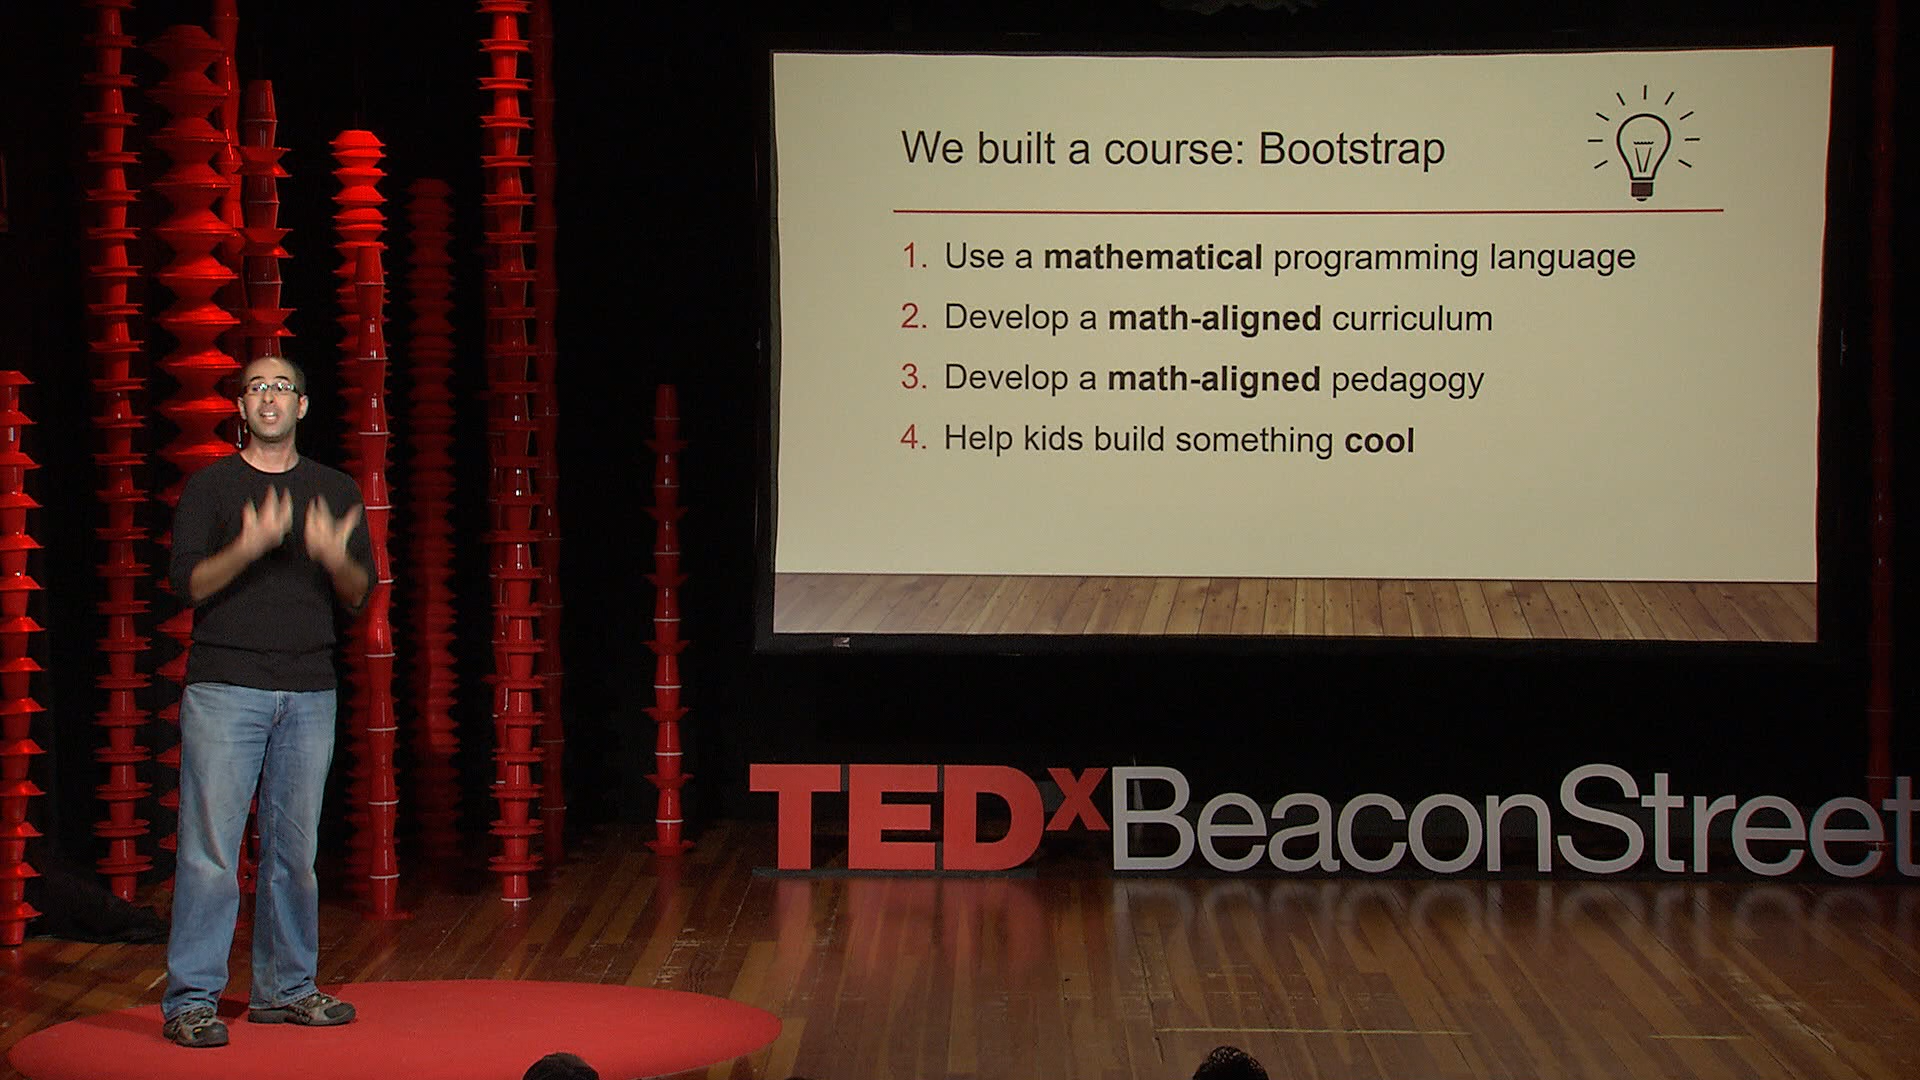 We built a course: Bootstrap
1. Use a mathematical programming language
2. Develop a math-aligned curriculum
3. Develop a math-aligned pedagogy
4. Help kids build something cool
TEDxBeaconStreet